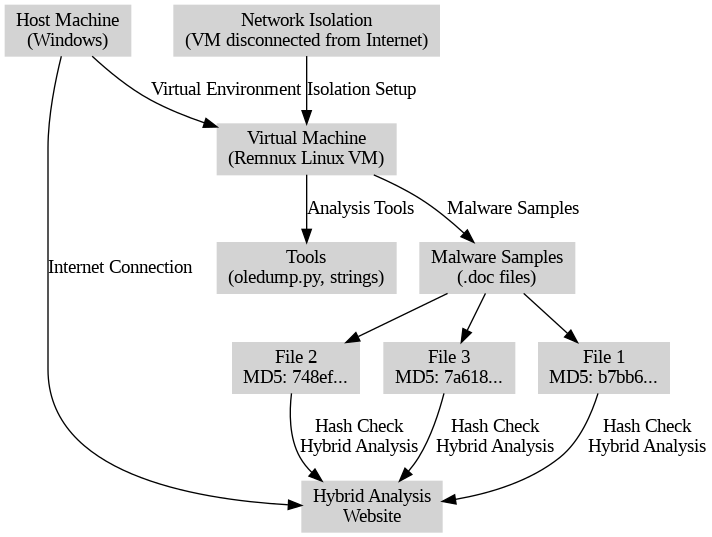 Host Machine
(Windows)
Network Isolation
(VM disconnected from Internet)
Virtual Environment
Isolation Setup
Virtual Machine
(Remnux Linux VM)
Analysis Tools
Malware Samples
Internet Connection
Tools
(oledump.py, strings)
Malware Samples
(.doc files)
File 2
MD5: 748ef...
File 3
MD5: 7a618...
File 1
MD5: b7bb6...
Hash Check
Hybrid Analysis
Hash Check
Hybrid Analysis
Hash Check
Hybrid Analysis
Hybrid Analysis
Website